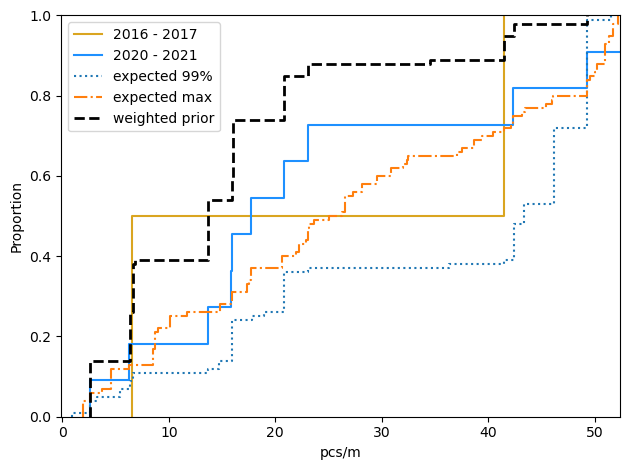 1.0
0.8
0.6
0.4
0.2
0.0
Proportion
2016 - 2017
2020 - 2021
expected 99%
expected max
weighted prior
0 10 20 30 40 50
pcs/m